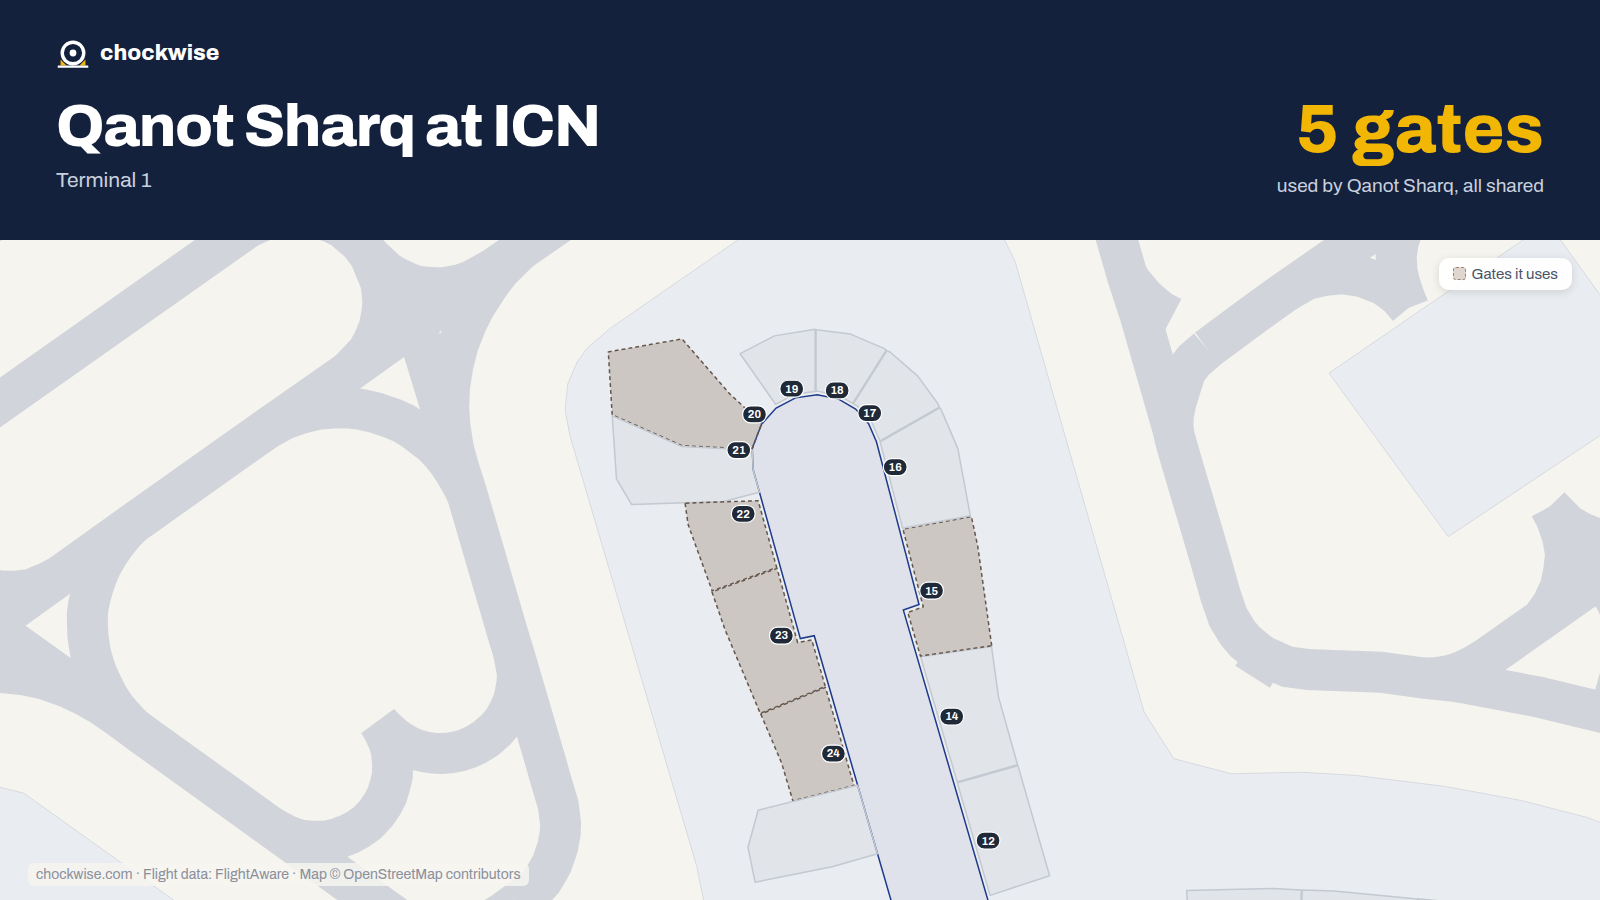 chockwise
Qanot Sharq at ICN
Terminal 1
5 gates
used by Qanot Sharq, all shared
Gates it uses
19
18
20
17
21
16
22
15
23
14
24
12
chockwise.com · Flight data: FlightAware · Map © OpenStreetMap contributors